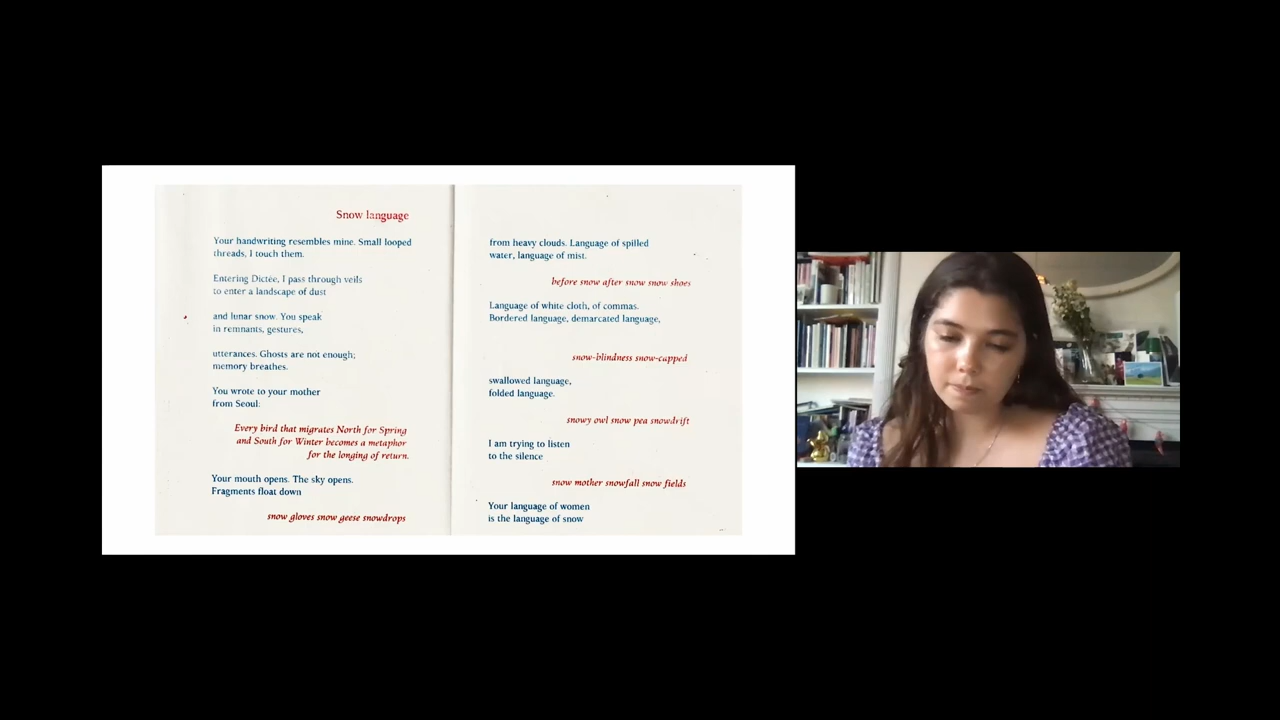 Snow language
Your handwriting resembles mine. Small looped
threads, I touch them.
Entering Dictée, I pass through veils
to enter a landscape of dust
and lunar snow. You speak
in remnants, gestures,
utterances. Ghosts are not enough;
memory breathes.
You wrote to your mother
from Seoul:
Every bird that migrates North for Spring
and South for Winter becomes a metaphor
for the longing of return.
Your mouth opens. The sky opens.
Fragments float down
snow gloves snow geese snowdrops
from heavy clouds. Language of spilled
water, language of mist.
before snow after snow snow shoes
Language of white cloth, of commas.
Bordered language, demarcated language,
snow-blindness snow-capped
swallowed language,
folded language.
snowy owl snow pea snowdrift
I am trying to listen
to the silence
snow mother snowfall snow fields
Your language of women
is the language of snow